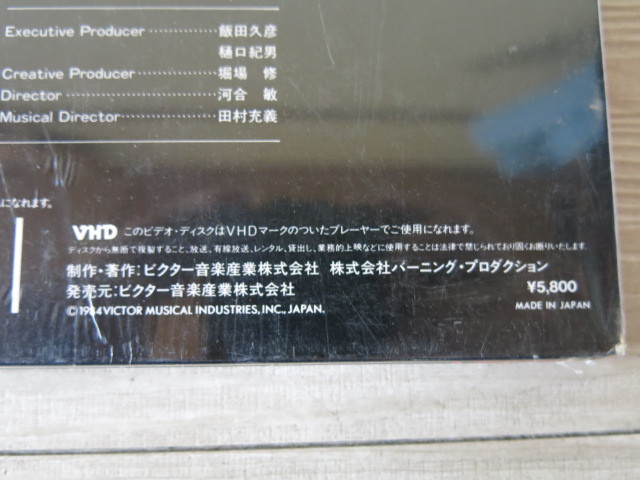 Executive Producer ············· 飯田久彦
樋口紀男
Creative Producer ············· 堀場 修
Director ······················· 河合 敏
Musical Director ··············· 田村充義
になれます。
VHD このビデオ・ディスクはVHDマークのついたプレーヤーでご使用になれます。
ディスクから無断で複製すること、放送、有線放送、レンタル、貸出し、業務的上映などに使用することは法律で禁じられており固くお断りいたします。
制作・著作:ビクター音楽産業株式会社 株式会社バーニング・プロダクション
発売元:ビクター音楽産業株式会社
¥5,800
© 1984 VICTOR MUSICAL INDUSTRIES, INC., JAPAN.
MADE IN JAPAN